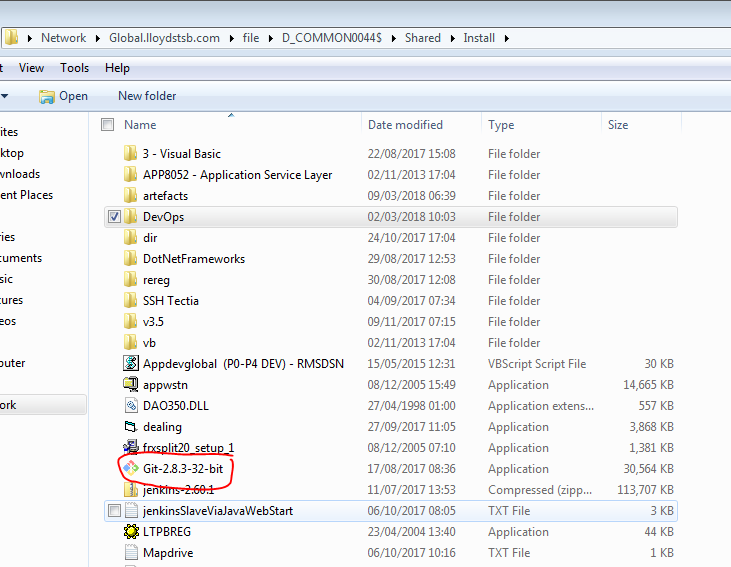 Network Global.lloydstsb.com file D_COMMON0044$ Shared Install
t View Tools Help
Open New folder
Name Date modified Type Size
ites
ktop
wnloads
ent Places
ries
cuments
sic
tures
eos
puter
ork
3 - Visual Basic 22/08/2017 15:08 File folder
APP8052 - Application Service Layer 02/11/2013 17:04 File folder
artefacts 09/03/2018 06:39 File folder
DevOps 02/03/2018 10:03 File folder
dir 24/10/2017 17:04 File folder
DotNetFrameworks 29/08/2017 12:53 File folder
rereg 30/08/2017 12:08 File folder
SSH Tectia 04/09/2017 07:34 File folder
v3.5 09/11/2017 07:15 File folder
vb 02/11/2013 17:04 File folder
Appdevglobal (P0-P4 DEV) - RMSDSN 15/05/2015 12:31 VBScript Script File 30 KB
appwstn 08/12/2005 15:49 Application 14,665 KB
DAO350.DLL 27/04/1998 01:00 Application exten... 557 KB
dealing 27/09/2017 11:05 Application 3,868 KB
frxsplit20_setup_1 08/12/2005 07:10 Application 1,381 KB
Git-2.8.3-32-bit 17/08/2017 08:36 Application 30,564 KB
jenkins-2.60.1 11/07/2017 13:53 Compressed (zipp... 113,707 KB
jenkinsSlaveViaJavaWebStart 06/10/2017 08:05 TXT File 3 KB
LTPBREG 23/04/2004 13:40 Application 44 KB
Mapdrive 06/10/2017 10:16 TXT File 1 KB